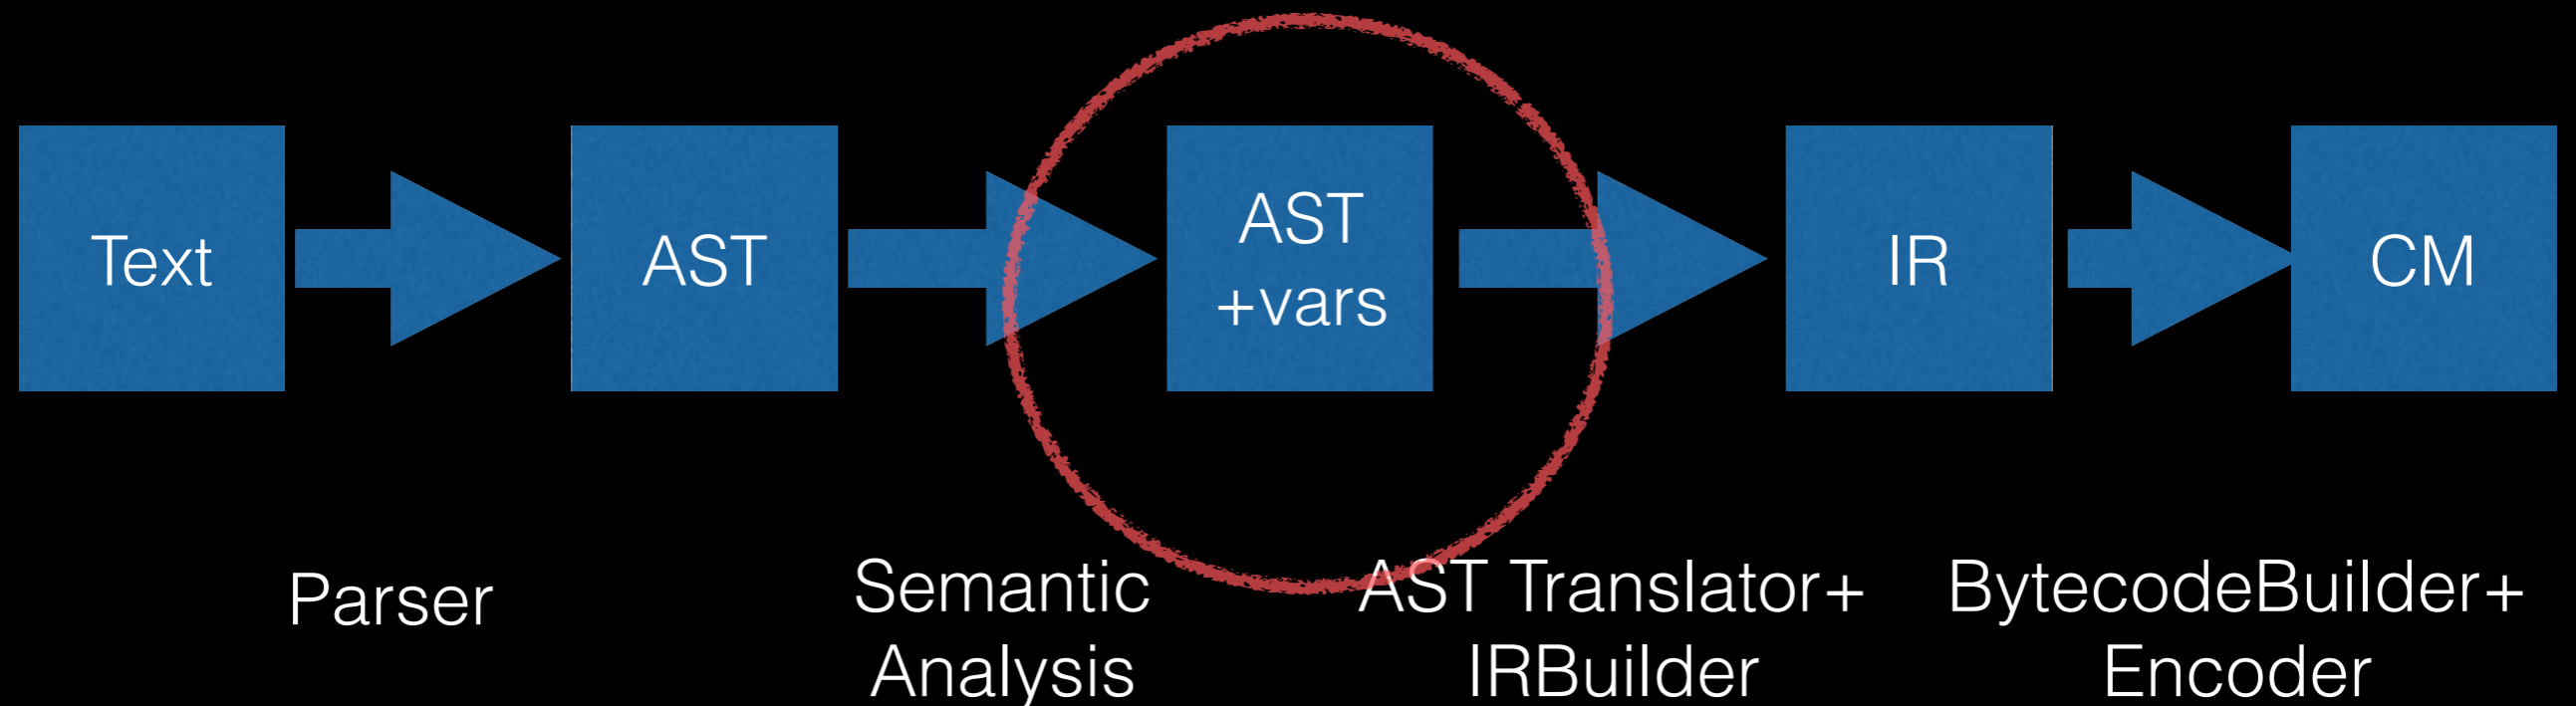 Text
AST
AST
+vars
IR
CM
Parser
Semantic
Analysis
AST Translator+
IRBuilder
BytecodeBuilder+
Encoder